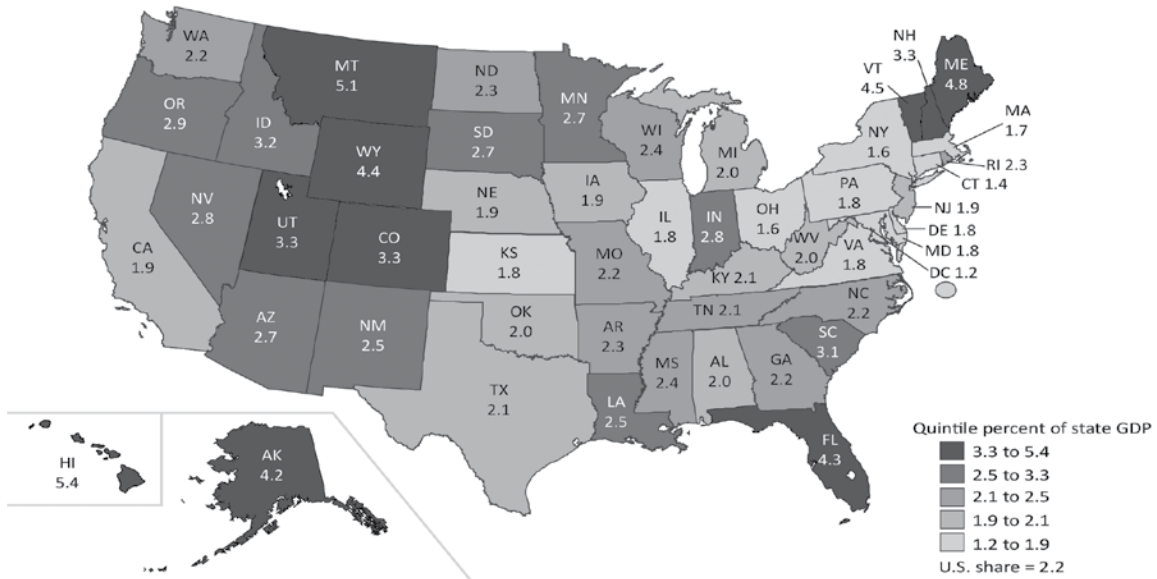 WA
2.2
MT
5.1
ND
2.3
MN
2.7
OR
2.9
ID
3.2
SD
2.7
WI
2.4
MI
2.0
WY
4.4
NV
2.8
UT
3.3
CO
3.3
NE
1.9
IA
1.9
CA
1.9
KS
1.8
MO
2.2
IL
1.8
IN
2.8
OH
1.6
WV
2.0
KY 2.1
VA
1.8
PA
1.8
NY
1.6
NH
3.3
VT
4.5
ME
4.8
MA
1.7
RI 2.3
CT 1.4
NJ 1.9
DE 1.8
MD 1.8
DC 1.2
AZ
2.7
NM
2.5
OK
2.0
AR
2.3
TN 2.1
NC
2.2
SC
3.1
TX
2.1
LA
2.5
MS
2.4
AL
2.0
GA
2.2
FL
4.3
HI
5.4
AK
4.2
Quintile percent of state GDP
3.3 to 5.4
2.5 to 3.3
2.1 to 2.5
1.9 to 2.1
1.2 to 1.9
U.S. share = 2.2